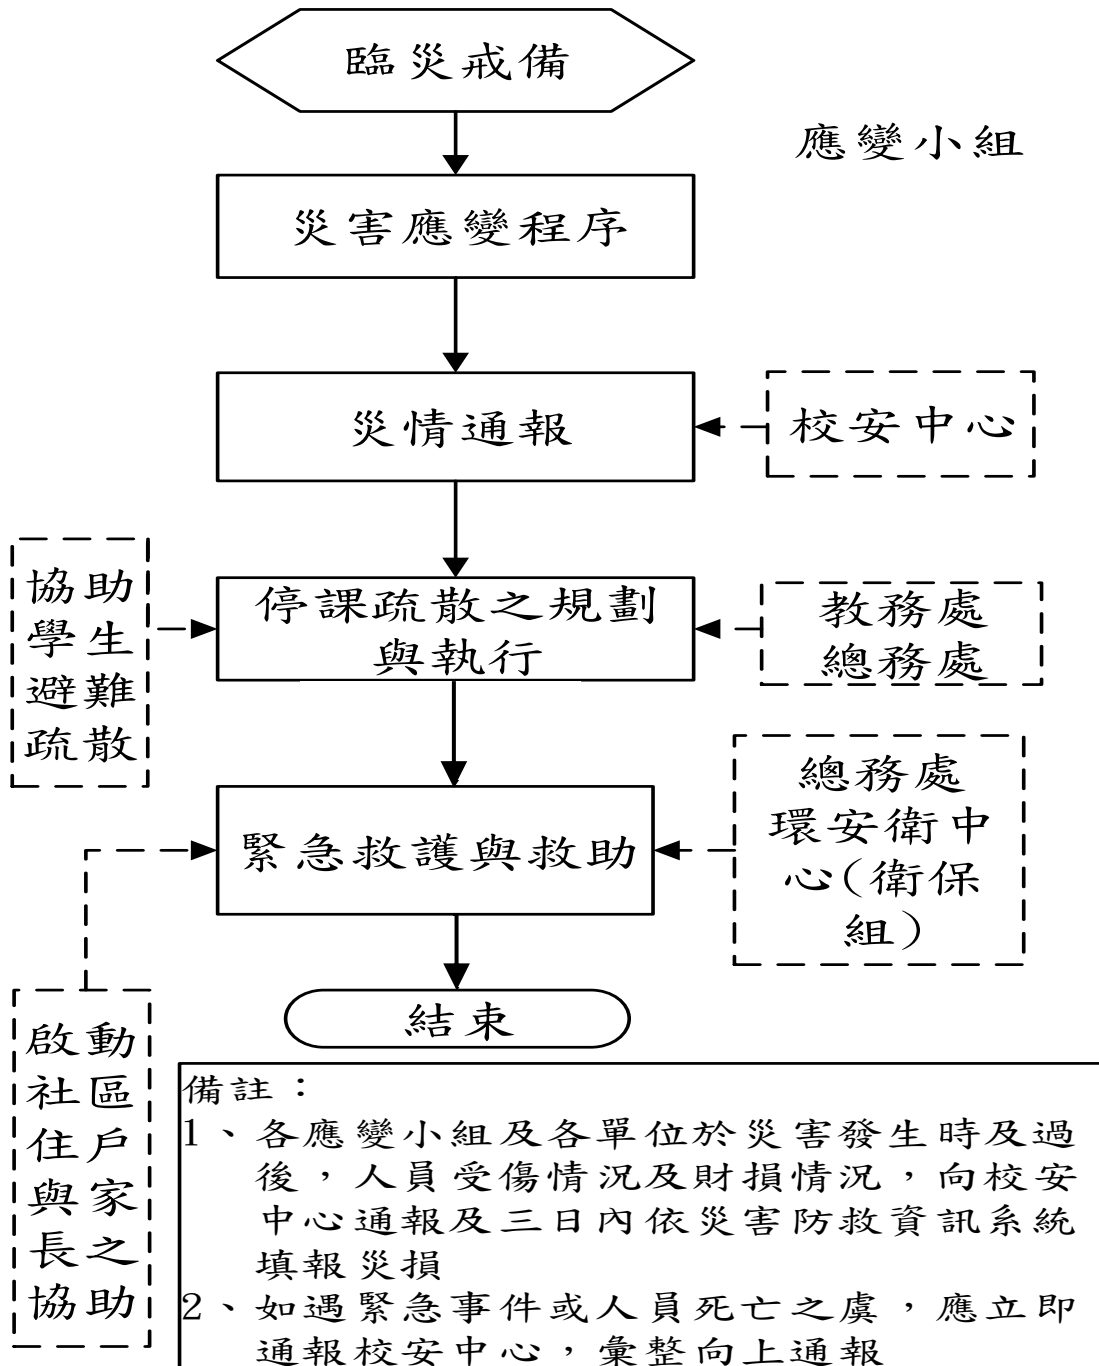 臨災戒備
應變小組
災害應變程序
災情通報
校安中心
協助
學生
避難
疏散
停課疏散之規劃
與執行
教務處
總務處
緊急救護與救助
總務處
環安衛中
心(衛保
組)
結束
啟動
社區
住戶
與家
長之
協助
備註：
1、各應變小組及各單位於災害發生時及過
後，人員受傷情況及財損情況，向校安
中心通報及三日內依災害防救資訊系統
填報災損
2、如遇緊急事件或人員死亡之虞，應立即
通報校安中心，彙整向上通報